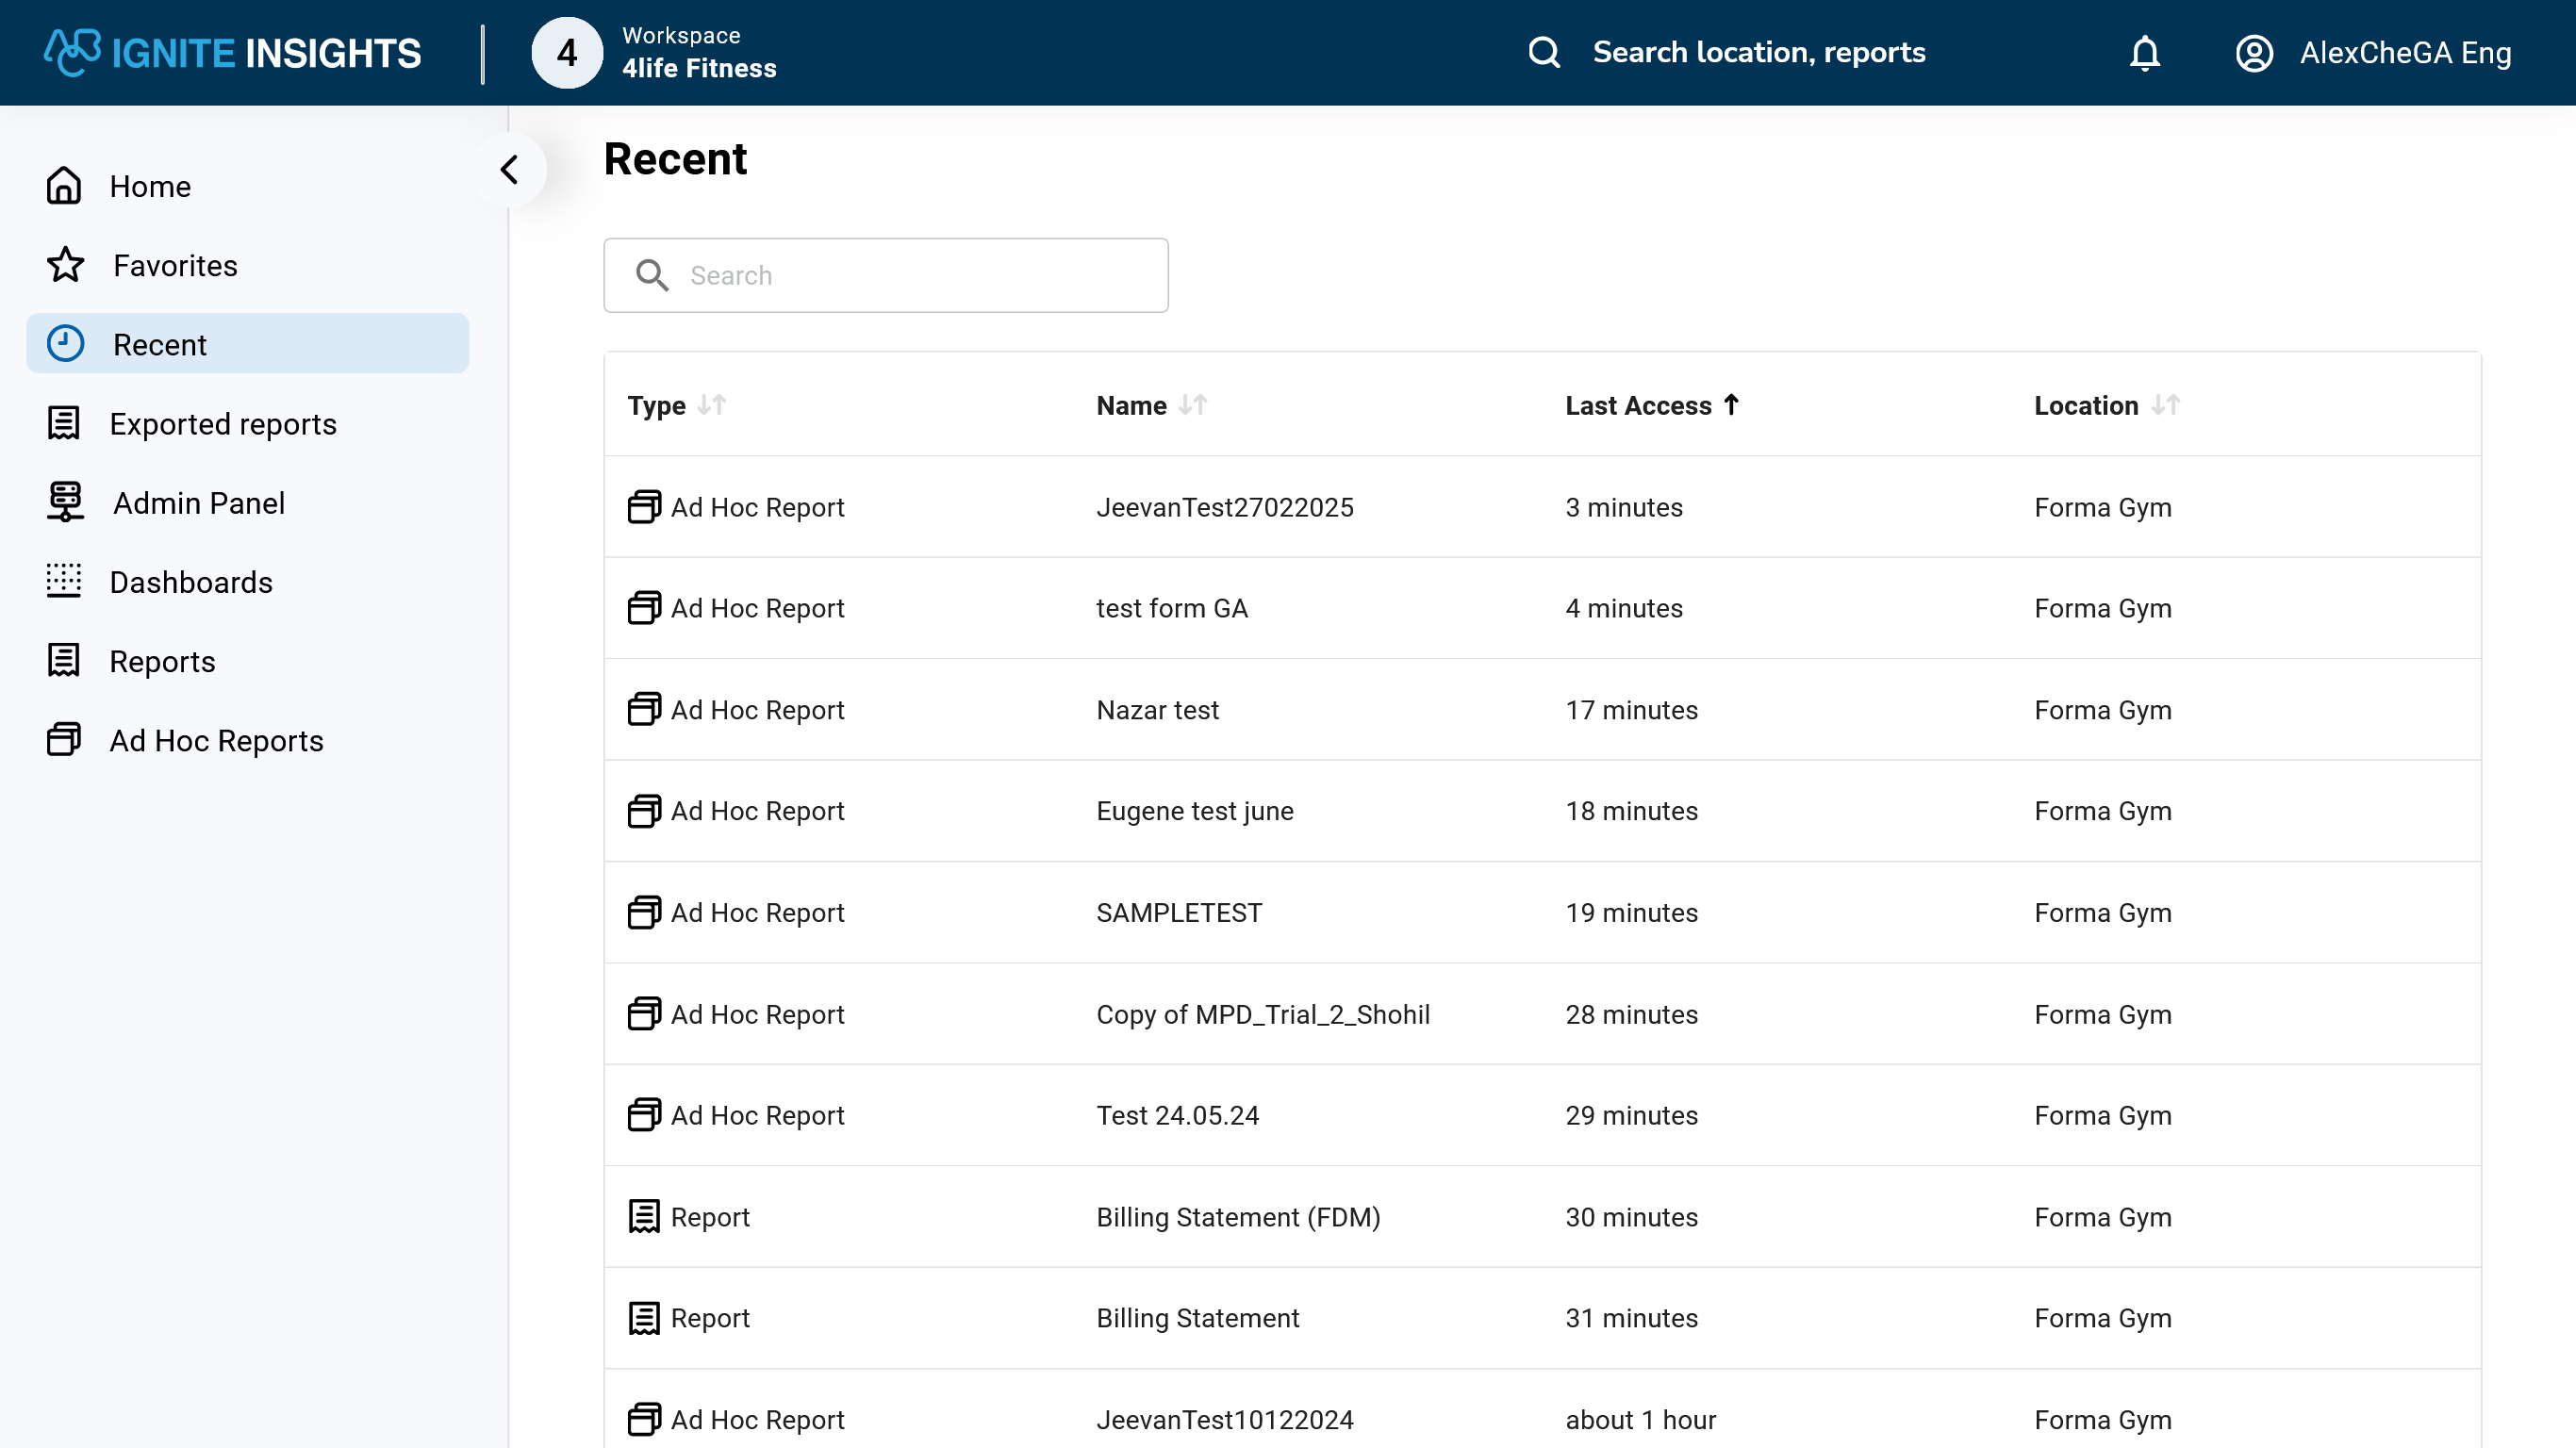 IGNITE INSIGHTS
4
Workspace
4life Fitness
Search location, reports
AlexCheGA Eng
Home
Favorites
Recent
Exported reports
Admin Panel
Dashboards
Reports
Ad Hoc Reports
Recent
Search
Type Name Last Access Location
Ad Hoc Report JeevanTest27022025 3 minutes Forma Gym
Ad Hoc Report test form GA 4 minutes Forma Gym
Ad Hoc Report Nazar test 17 minutes Forma Gym
Ad Hoc Report Eugene test june 18 minutes Forma Gym
Ad Hoc Report SAMPLETEST 19 minutes Forma Gym
Ad Hoc Report Copy of MPD_Trial_2_Shohil 28 minutes Forma Gym
Ad Hoc Report Test 24.05.24 29 minutes Forma Gym
Report Billing Statement (FDM) 30 minutes Forma Gym
Report Billing Statement 31 minutes Forma Gym
Ad Hoc Report JeevanTest10122024 about 1 hour Forma Gym